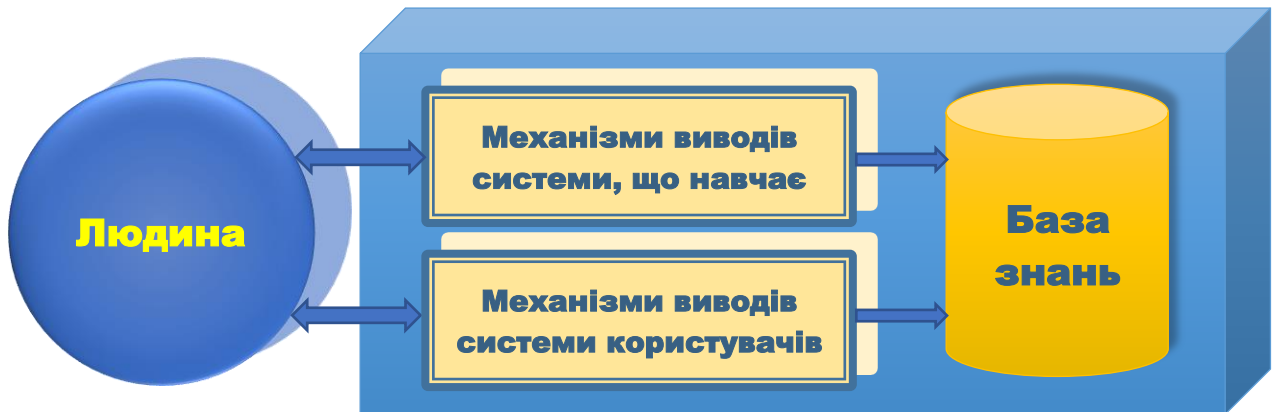 Людина
Механізми виводів
системи, що навчає
Механізми виводів
системи користувачів
База
знань